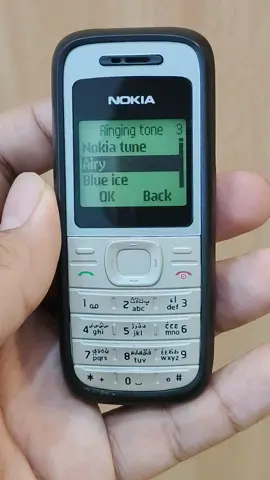 NOKIA
Ringing tone 3
Nokia tune
Airy
Blue ice
OK Back
1
2 abc
def 3
4 ghi
5 jkl
mno 6
7 pqrs
8 tuv
wxyz 9
* +
0
#